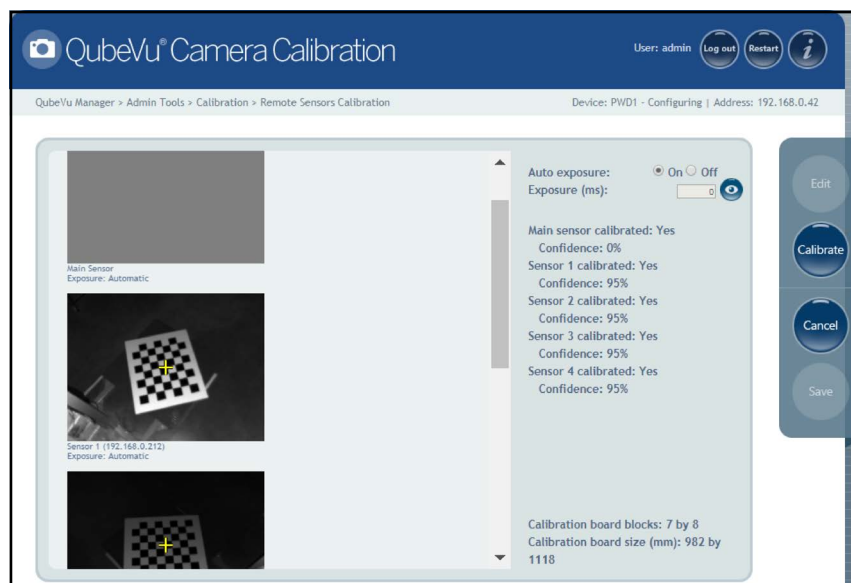 QubeVu® Camera Calibration
User: admin
Log out
Restart
i
QubeVu Manager > Admin Tools > Calibration > Remote Sensors Calibration
Device: PWD1 - Configuring | Address: 192.168.0.42
Main Sensor
Exposure: Automatic
Sensor 1 (192.168.0.212)
Exposure: Automatic
Auto exposure: On Off
Exposure (ms): 0
Main sensor calibrated: Yes
Confidence: 0%
Sensor 1 calibrated: Yes
Confidence: 95%
Sensor 2 calibrated: Yes
Confidence: 95%
Sensor 3 calibrated: Yes
Confidence: 95%
Sensor 4 calibrated: Yes
Confidence: 95%
Calibration board blocks: 7 by 8
Calibration board size (mm): 982 by
1118
Edit
Calibrate
Cancel
Save